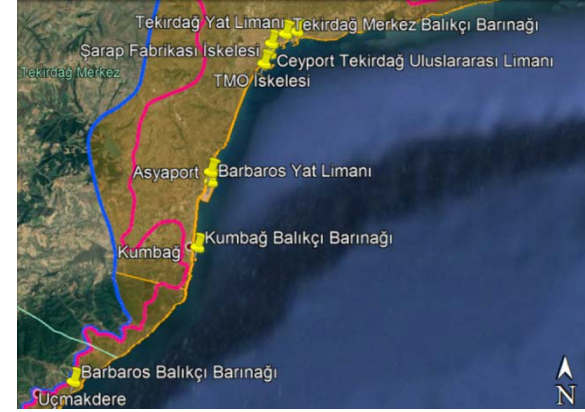 Tekirdağ Yat Limanı
Tekirdağ Merkez Balıkçı Barınağı
Şarap Fabrikası İskelesi
Ceyport Tekirdağ Uluslararası Limanı
Tekirdağ Merkez
TMO İskelesi
Asyaport
Barbaros Yat Limanı
Kumbağ Balıkçı Barınağı
Kumbağ
Barbaros Balıkçı Barınağı
Uçmakdere
N